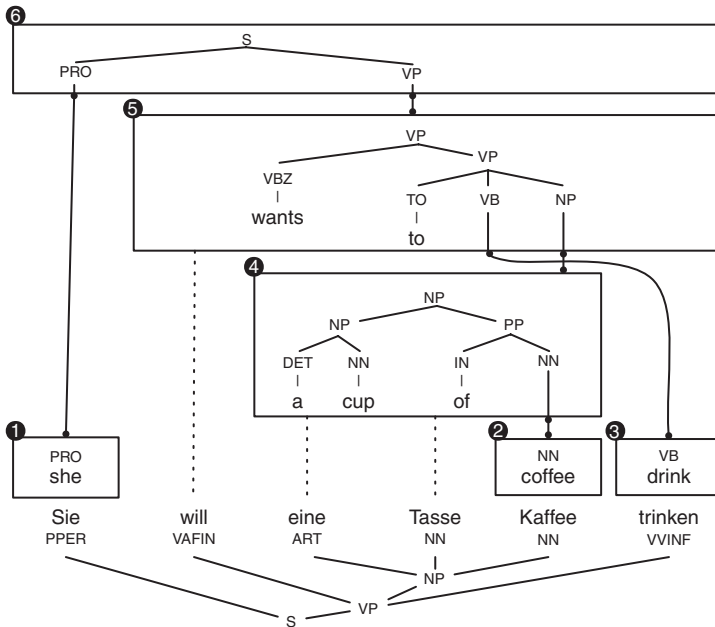 6
S
PRO VP
5
VP
VBZ VP
wants
TO VB NP
to
4
NP
NP PP
DET NN IN NN
a cup of
1 2 3
PRO NN VB
she coffee drink
Sie will eine Tasse Kaffee trinken
PPER VAFIN ART NN NN VVINF
NP
VP
S